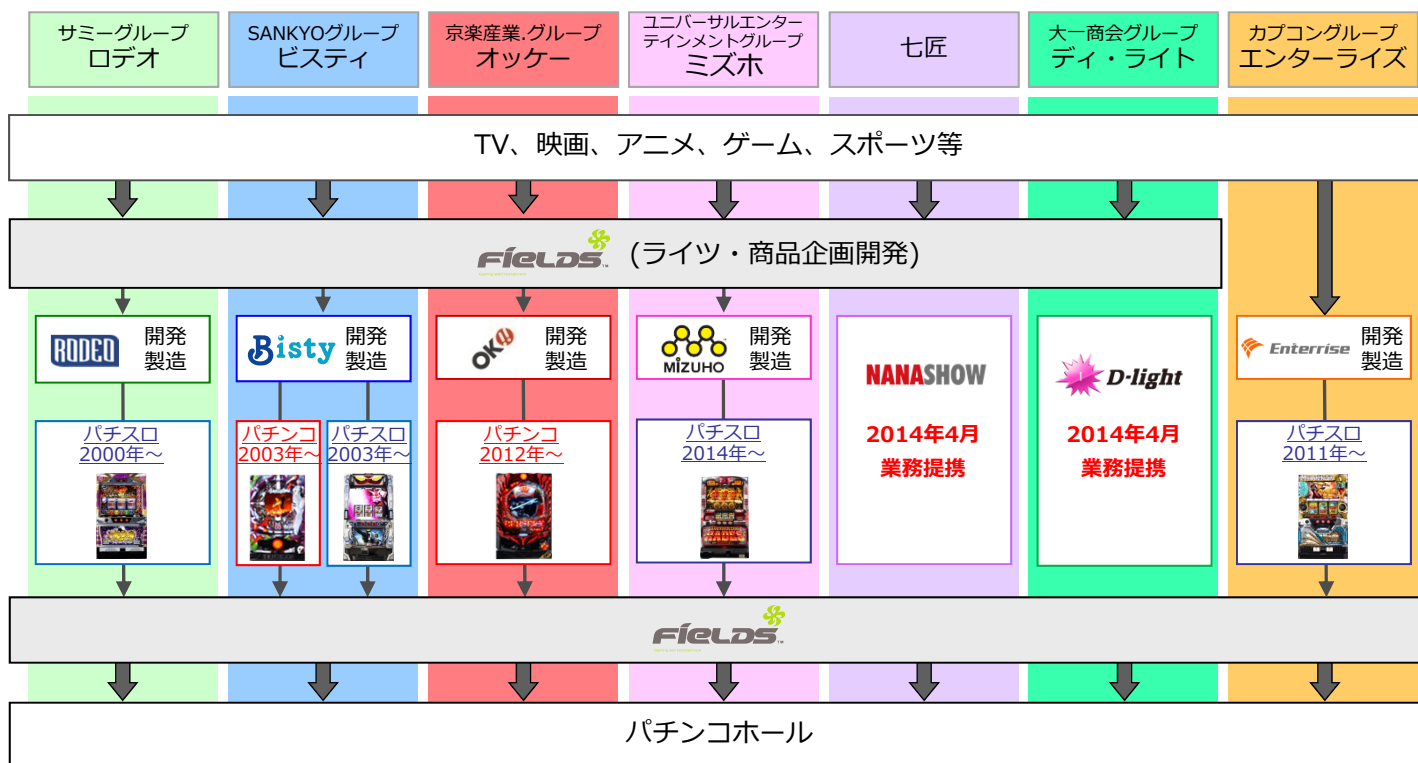 サミーグループ
ロデオ
SANKYOグループ
ビスティ
京楽産業.グループ
オッケー
ユニバーサルエンター
テインメントグループ
ミズホ
七匠
大一商会グループ
ディ・ライト
カプコングループ
エンターライズ
TV、映画、アニメ、ゲーム、スポーツ等
FIELDS (ライツ・商品企画開発)
RODEO
開発
製造
Bisty
開発
製造
OK!!
開発
製造
MIZUHO
開発
製造
NANASHOW
2014年4月
業務提携
D-light
2014年4月
業務提携
Enterrise
開発
製造
パチスロ
2000年～
パチンコ
2003年～
パチスロ
2003年～
パチンコ
2012年～
パチスロ
2014年～
パチスロ
2011年～
FIELDS
パチンコホール